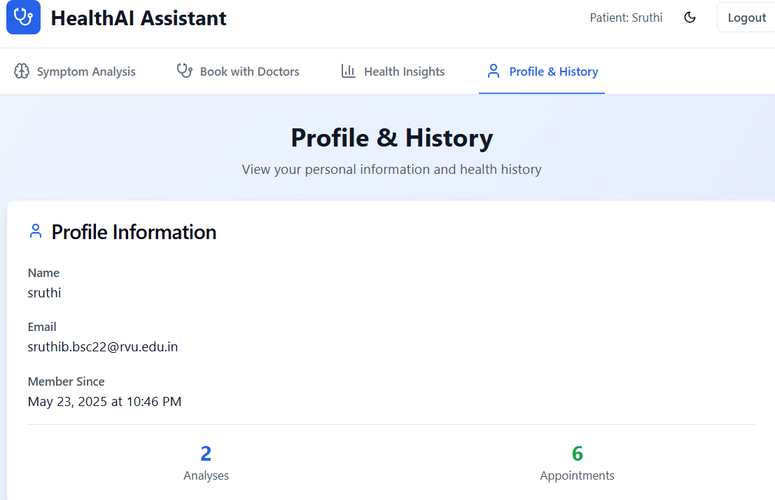 HealthAI Assistant
Patient: Sruthi
Logout
Symptom Analysis
Book with Doctors
Health Insights
Profile & History
Profile & History
View your personal information and health history
Profile Information
Name
sruthi
Email
sruthib.bsc22@rvu.edu.in
Member Since
May 23, 2025 at 10:46 PM
2
Analyses
6
Appointments